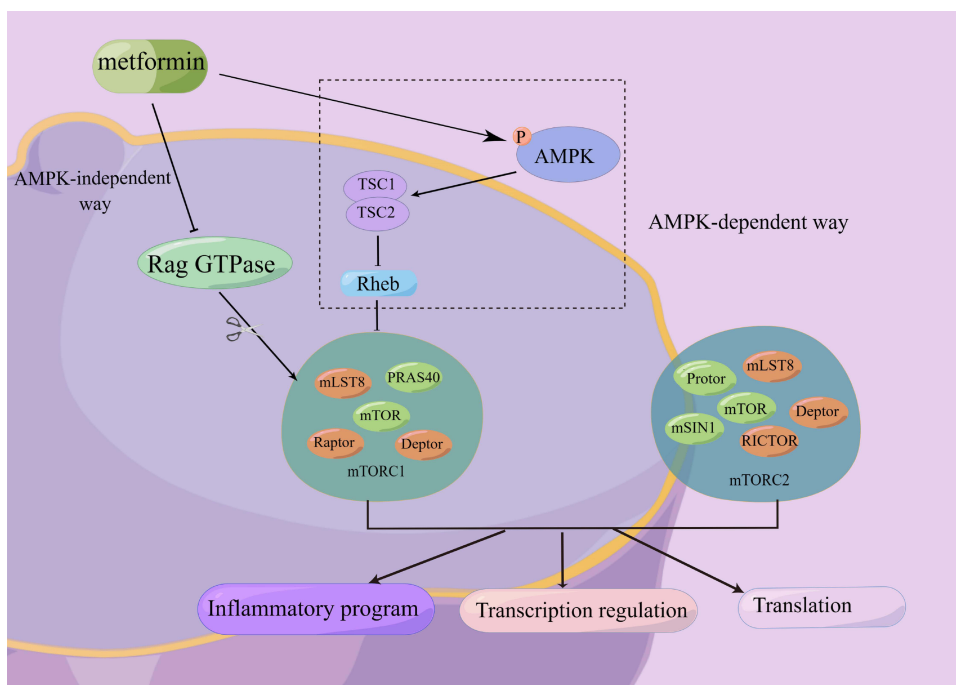 metformin
P
AMPK
AMPK-independent
way
TSC1
TSC2
AMPK-dependent way
Rag GTPase
Rheb
mLST8
PRAS40
mTOR
Raptor
Deptor
mTORC1
Protor
mLST8
mTOR
Deptor
mSIN1
RICTOR
mTORC2
Inflammatory program
Transcription regulation
Translation